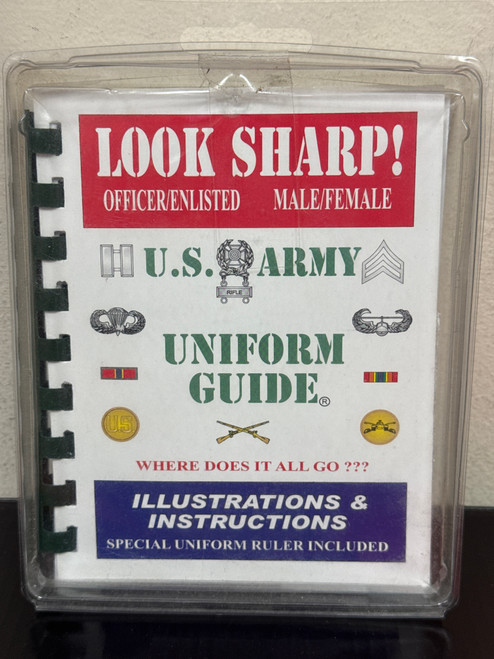 LOOK SHARP!
OFFICER/ENLISTED MALE/FEMALE
U.S. ARMY
RIFLE
UNIFORM
GUIDE®
U.S
WHERE DOES IT ALL GO ???
ILLUSTRATIONS &
INSTRUCTIONS
SPECIAL UNIFORM RULER INCLUDED